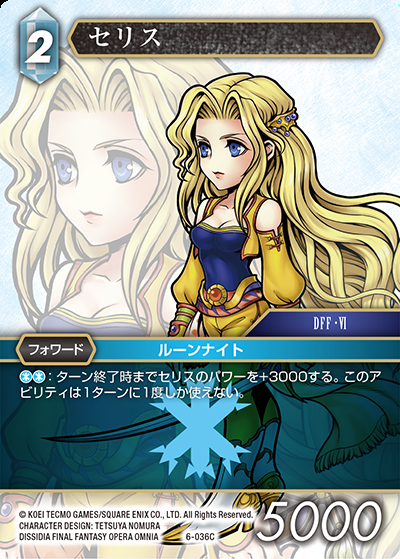 2
セリス
DFF・VI
フォワード
ルーンナイト
水水：ターン終了時までセリスのパワーを+3000する。このア
ビリティは1ターンに1度しか使えない。
© KOEI TECMO GAMES/SQUARE ENIX CO., LTD. All Rights Reserved.
CHARACTER DESIGN: TETSUYA NOMURA
DISSIDIA FINAL FANTASY OPERA OMNIA
6-036C
5000